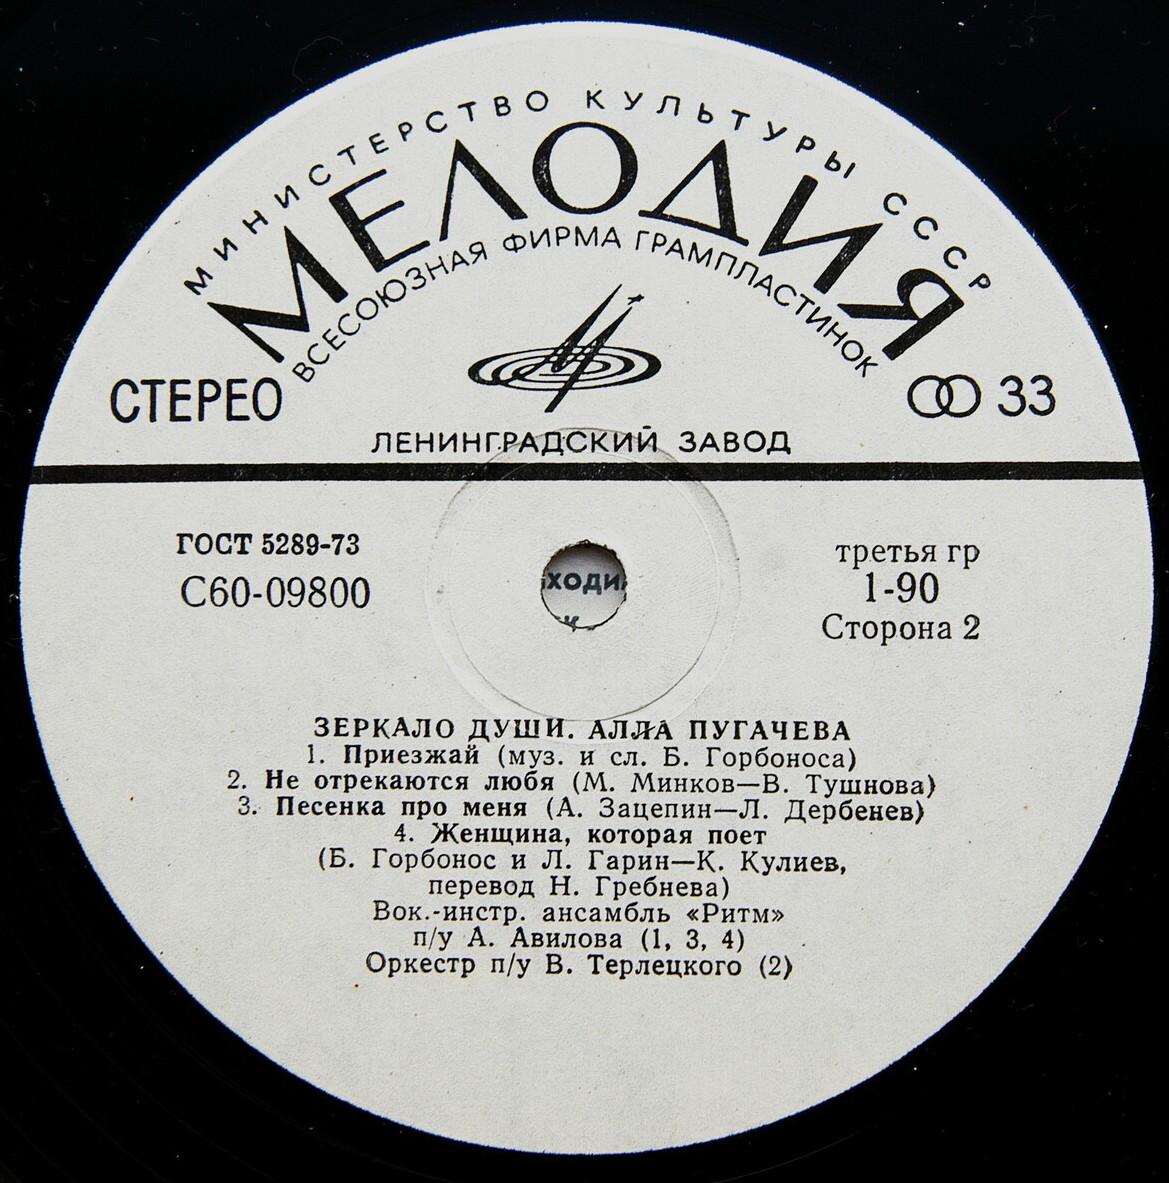 МИНИСТЕРСТВО КУЛЬТУРЫ СССР
МЕЛОДИЯ
ВСЕСОЮЗНАЯ ФИРМА ГРАМПЛАСТИНОК
СТЕРЕО
33
ЛЕНИНГРАДСКИЙ ЗАВОД
ГОСТ 5289-73
С60-09800
третья гр
1-90
Сторона 2
ЗЕРКАЛО ДУШИ. АЛЛА ПУГАЧЕВА
1. Приезжай (муз. и сл. Б. Горбоноса)
2. Не отрекаются любя (М. Минков—В. Тушнова)
3. Песенка про меня (А. Зацепин—Л. Дербенев)
4. Женщина, которая поет
(Б. Горбонос и Л. Гарин—К. Кулиев,
перевод Н. Гребнева)
Вок.-инстр. ансамбль «Ритм»
п/у А. Авилова (1, 3, 4)
Оркестр п/у В. Терлецкого (2)